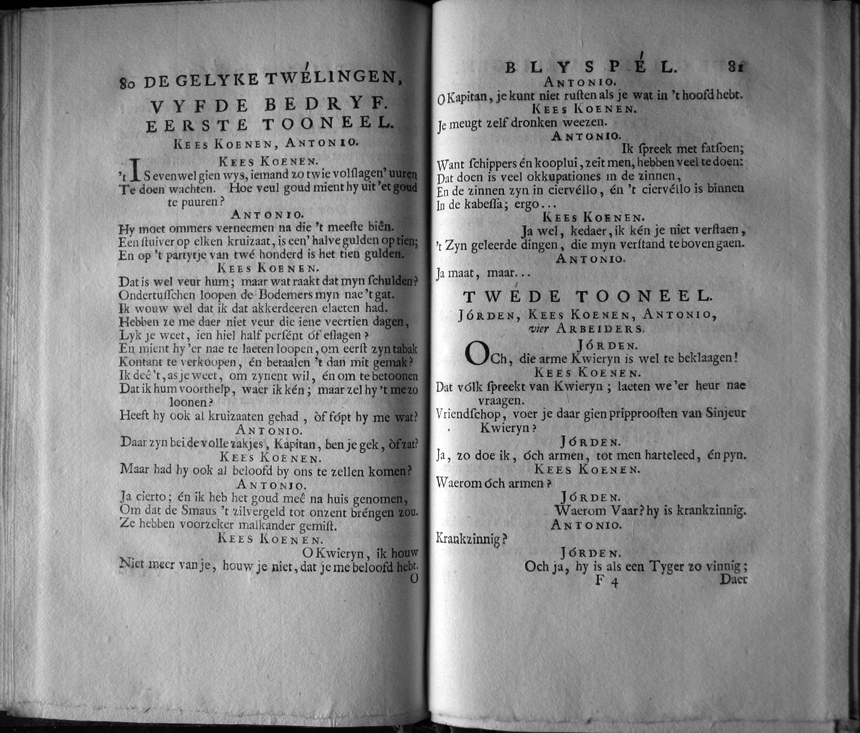 80 DE GELYKE TWÉLINGEN,
VYFDE BEDRYF.
EERSTE TOONEEL.
KEES KOENEN, ANTONIO.
KEES KOENEN.
't IS evenwel gien wys, iemand zo twie volſlagen' uuren
Te doen wachten. Hoe veul goud mient hy uit 'et goud
te puuren?
ANTONIO.
Hy moet ommers verneemen na die 't meeſte biên.
Een ſtuiver op elken kruizaat, is een' halve gulden op tien;
En op 't partytje van twé honderd is het tien gulden.
KEES KOENEN.
Dat is wel veur hum; maar wat raakt dat myn ſchulden?
Ondertuſſchen loopen de Bodemers myn nae 't gat.
Ik wouw wel dat ik dat akkerdeeren elaeten had.
Hebben ze me daer niet veur die iene veertien dagen,
Lyk je weet, ien hiel half perſént óf eſlagen?
En mient hy 'er nae te laeten loopen, om eerſt zyn tabak
Kontant te verkoopen, én betaalen 't dan mit gemak?
Ik deê 't, as je weet, om zynent wil, én om te betoonen
Dat ik hum voorthelp, waer ik kén; maar zel hy 't me zo
loonen?
Heeft hy ook al kruizaaten gehad, òf fópt hy me wat?
ANTONIO.
Daar zyn beide volle zakjes, Kapitan, ben je gek, òf zat?
KEES KOENEN.
Maar had hy ook al beloofd by ons te zellen komen?
ANTONIO.
Ja cierto; én ik heb het goud meê na huis genomen,
Om dat de Smaus 't zilvergeld tot onzent bréngen zou.
Ze hebben voorzeker malkander gemiſt.
KEES KOENEN.
O Kwieryn, ik houw
Niet meer van je, houw je niet, dat je me beloofd hebt.
O
BLYSPÉL. 81
ANTONIO.
O Kapitan, je kunt niet ruſten als je wat in 't hoofd hebt.
KEES KOENEN.
Je meugt zelf dronken weezen.
ANTONIO.
Ik ſpreek met fatſoen;
Want ſchippers én kooplui, zeit men, hebben veel te doen:
Dat doen is veel okkupationes in de zinnen,
En de zinnen zyn in ciervéllo, én 't ciervéllo is binnen
In de kabeſſa; ergo...
KEES KOENEN.
Ja wel, kedaer, ik kén je niet verſtaen,
't Zyn geleerde dingen, die myn verſtand te boven gaen.
ANTONIO.
Ja maat, maar...
TWÉDE TOONEEL.
JÓRDEN, KEES KOENEN, ANTONIO,
vier ARBEIDERS.
JÓRDEN.
OCh, die arme Kwieryn is wel te beklaagen!
KEES KOENEN.
Dat vólk ſpreekt van Kwieryn; laeten we 'er heur nae
vraagen.
Vriendſchop, voer je daar gien prippróoſten van Sinjeur
Kwieryn?
JÓRDEN.
Ja, zo doe ik, óch armen, tot men harteleed, én pyn.
KEES KOENEN.
Waerom óch armen?
JÓRDEN.
Waerom Vaar? hy is krankzinnig.
ANTONIO.
Krankzinnig?
JÓRDEN.
Och ja, hy is als een Tyger zo vinnig;
F 4 Daer